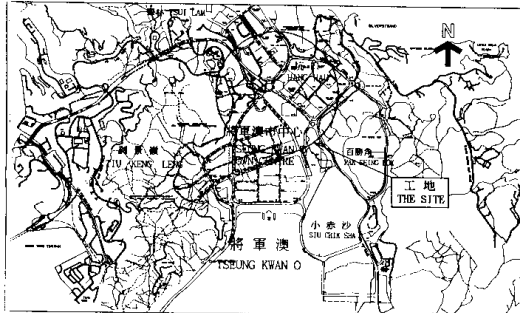 TSUI LAM
N
HANG HAU
將軍澳市中心
TSEUNG KWAN O
TOWN CENTRE
調景嶺
TIU KENG LENG
百勝角
PAK SHING KOK
工地
THE SITE
小赤沙
SIU CHIK SHA
將軍澳
TSEUNG KWAN O